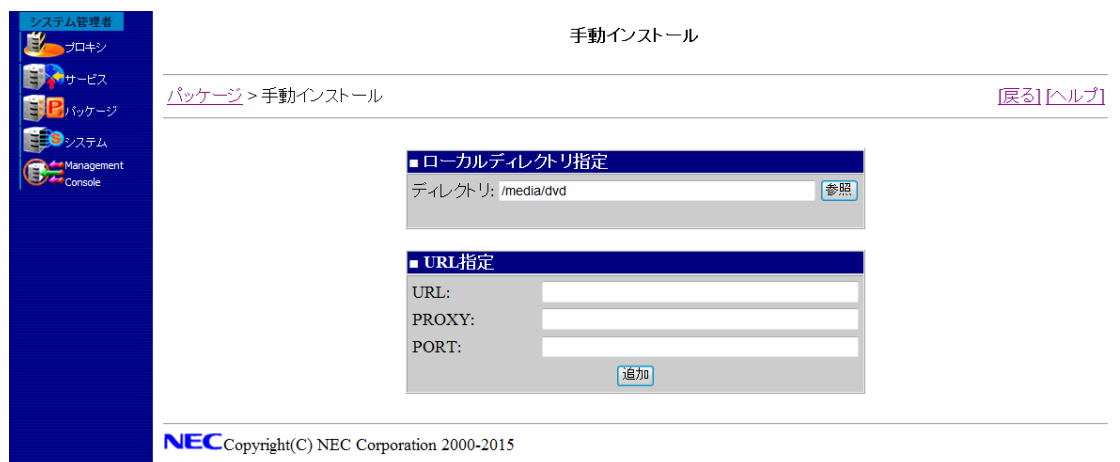 システム管理者
プロキシ
サービス
パッケージ
システム
Management
Console
手動インストール
パッケージ > 手動インストール
[戻る] [ヘルプ]
■ ローカルディレクトリ指定
ディレクトリ: /media/dvd 参照
■ URL指定
URL:
PROXY:
PORT:
追加
NEC Copyright(C) NEC Corporation 2000-2015